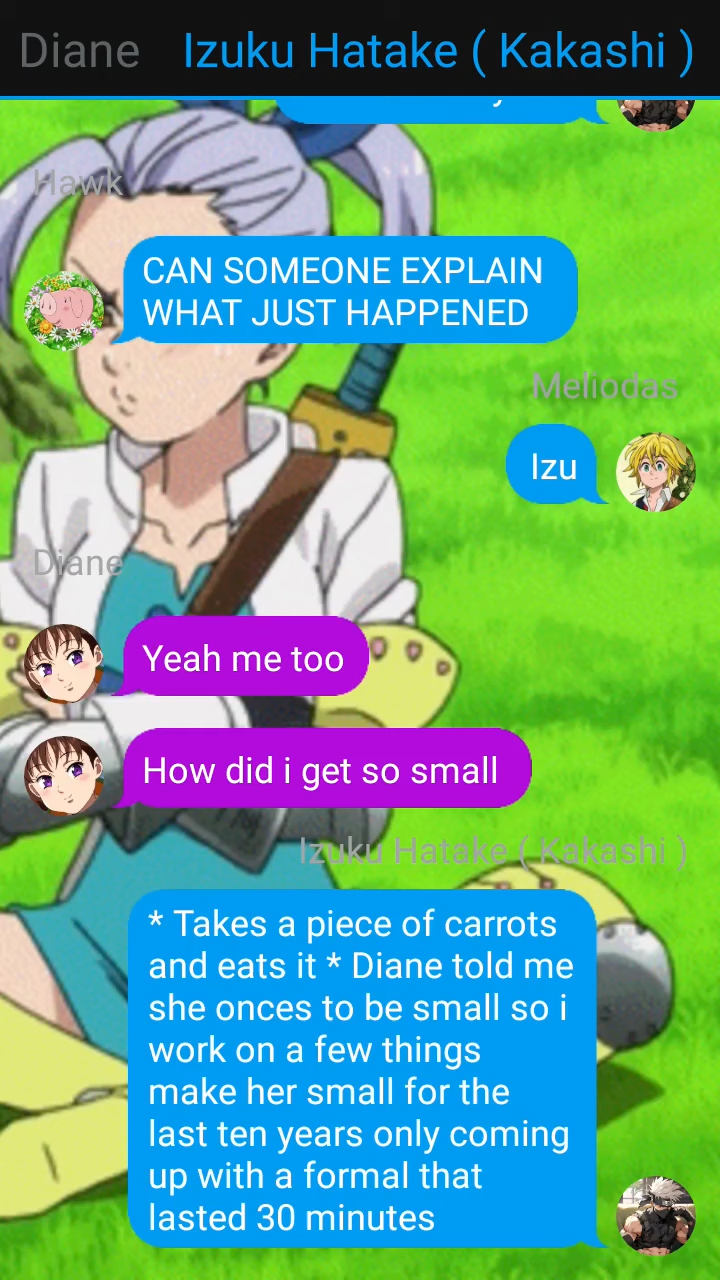 Diane Izuku Hatake ( Kakashi )
Hawk
CAN SOMEONE EXPLAIN
WHAT JUST HAPPENED
Meliodas
Izu
Diane
Yeah me too
How did i get so small
Izuku Hatake ( Kakashi )
* Takes a piece of carrots
and eats it * Diane told me
she onces to be small so i
work on a few things
make her small for the
last ten years only coming
up with a formal that
lasted 30 minutes